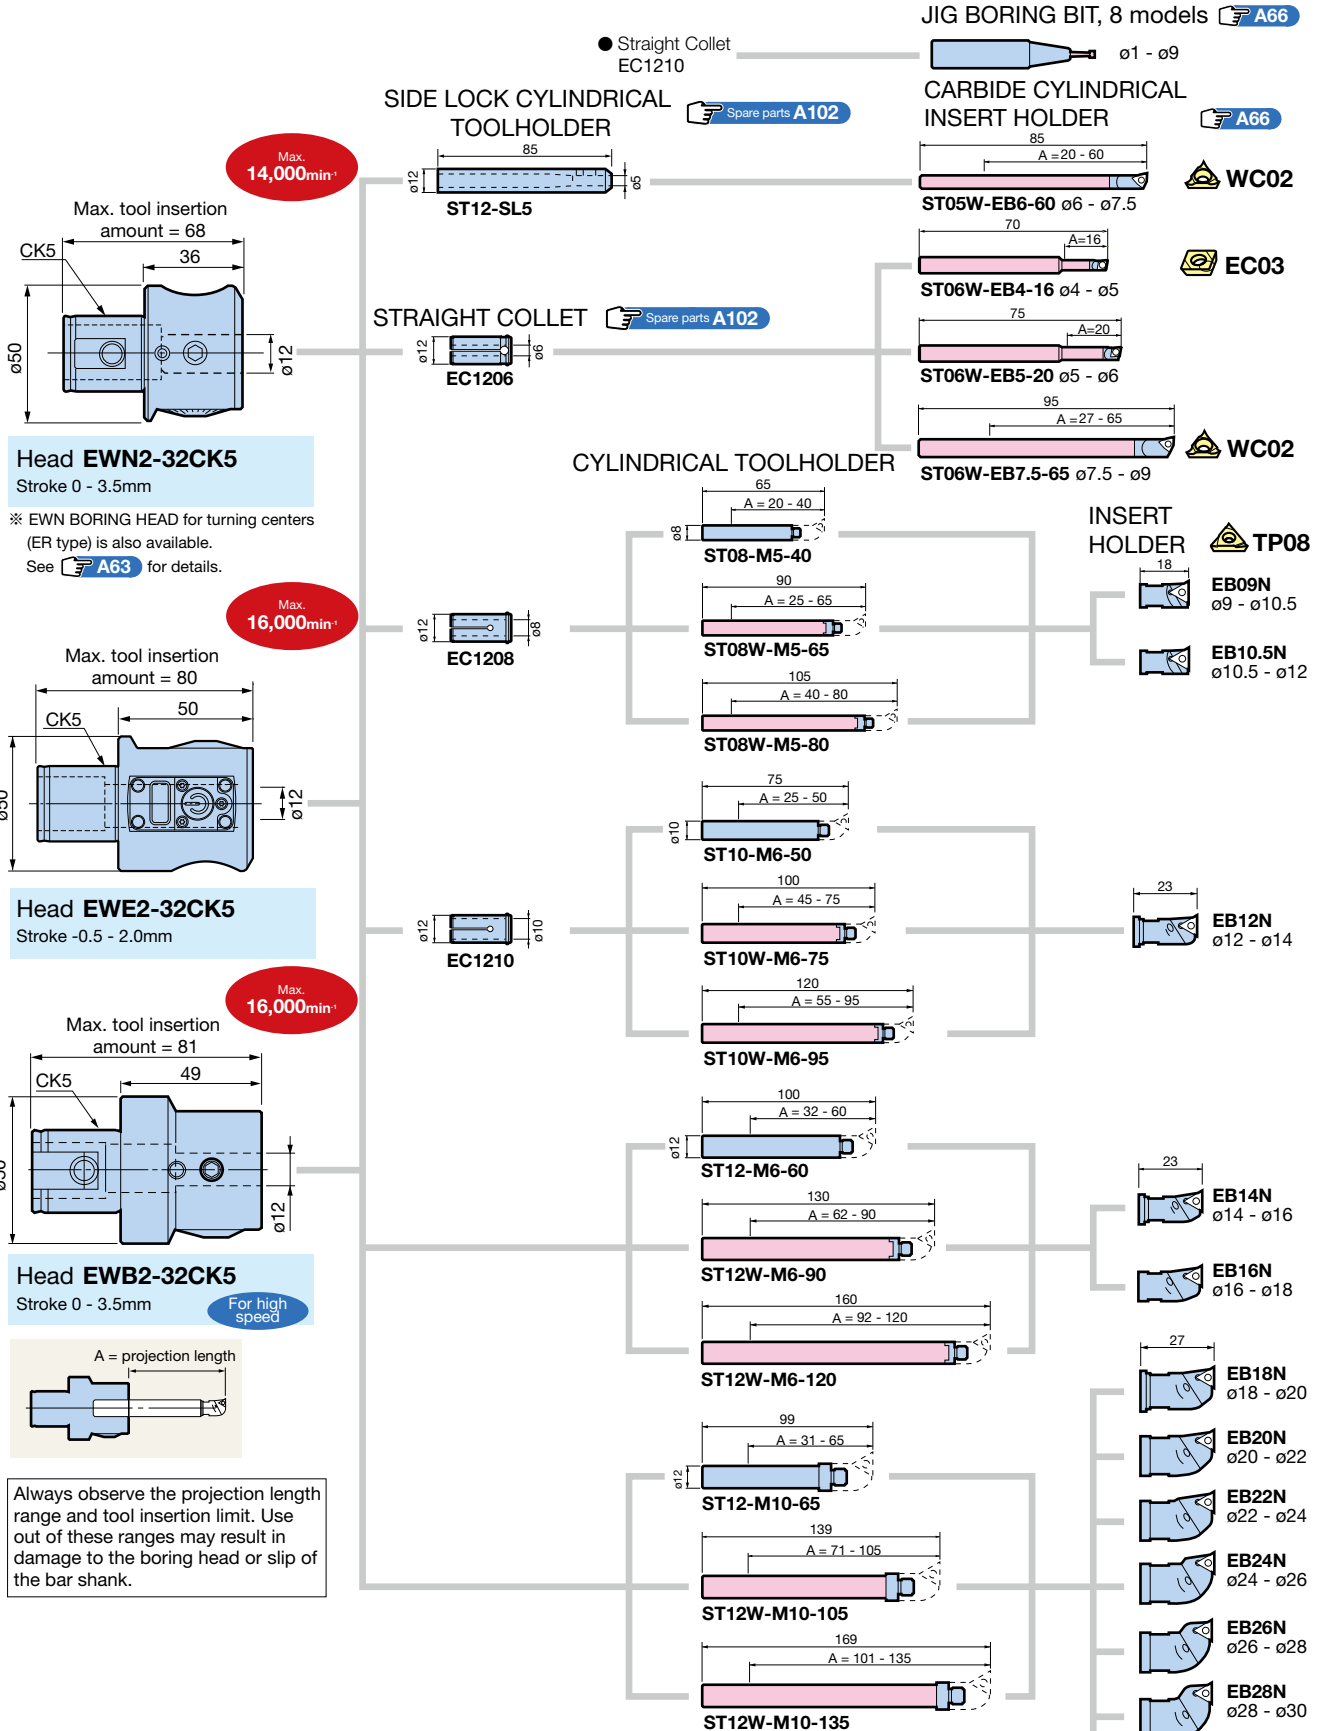 JIG BORING BIT, 8 models A66
● Straight Collet
EC1210
ø1 - ø9
SIDE LOCK CYLINDRICAL
TOOLHOLDER
Spare parts A102
85
ø12
ø5
ST12-SL5
CARBIDE CYLINDRICAL
INSERT HOLDER
A66
85
A =20 - 60
ST05W-EB6-60 ø6 - ø7.5
WC02
70
A=16
ST06W-EB4-16 ø4 - ø5
EC03
75
A=20
ST06W-EB5-20 ø5 - ø6
95
A =27 - 65
ST06W-EB7.5-65 ø7.5 - ø9
WC02
Max.
14,000min-1
Max. tool insertion
amount = 68
CK5
36
ø50
ø12
Head EWN2-32CK5
Stroke 0 - 3.5mm
※ EWN BORING HEAD for turning centers
(ER type) is also available.
See A63 for details.
STRAIGHT COLLET
Spare parts A102
ø12
ø6
EC1206
CYLINDRICAL TOOLHOLDER
65
A = 20 - 40
ø8
ST08-M5-40
90
A = 25 - 65
ST08W-M5-65
105
A = 40 - 80
ST08W-M5-80
ø12
ø8
EC1208
INSERT
HOLDER
TP08
18
EB09N
ø9 - ø10.5
EB10.5N
ø10.5 - ø12
Max.
16,000min-1
Max. tool insertion
amount = 80
CK5
50
ø50
ø12
Head EWE2-32CK5
Stroke -0.5 - 2.0mm
75
A = 25 - 50
ø10
ST10-M6-50
100
A = 45 - 75
ST10W-M6-75
120
A = 55 - 95
ST10W-M6-95
ø12
ø10
EC1210
23
EB12N
ø12 - ø14
Max.
16,000min-1
Max. tool insertion
amount = 81
CK5
49
ø50
ø12
Head EWB2-32CK5
Stroke 0 - 3.5mm
For high
speed
100
A = 32 - 60
ø12
ST12-M6-60
130
A = 62 - 90
ST12W-M6-90
160
A = 92 - 120
ST12W-M6-120
23
EB14N
ø14 - ø16
EB16N
ø16 - ø18
A = projection length
Always observe the projection length
range and tool insertion limit. Use
out of these ranges may result in
damage to the boring head or slip of
the bar shank.
99
A = 31 - 65
ø12
ST12-M10-65
139
A = 71 - 105
ST12W-M10-105
169
A = 101 - 135
ST12W-M10-135
27
EB18N
ø18 - ø20
EB20N
ø20 - ø22
EB22N
ø22 - ø24
EB24N
ø24 - ø26
EB26N
ø26 - ø28
EB28N
ø28 - ø30